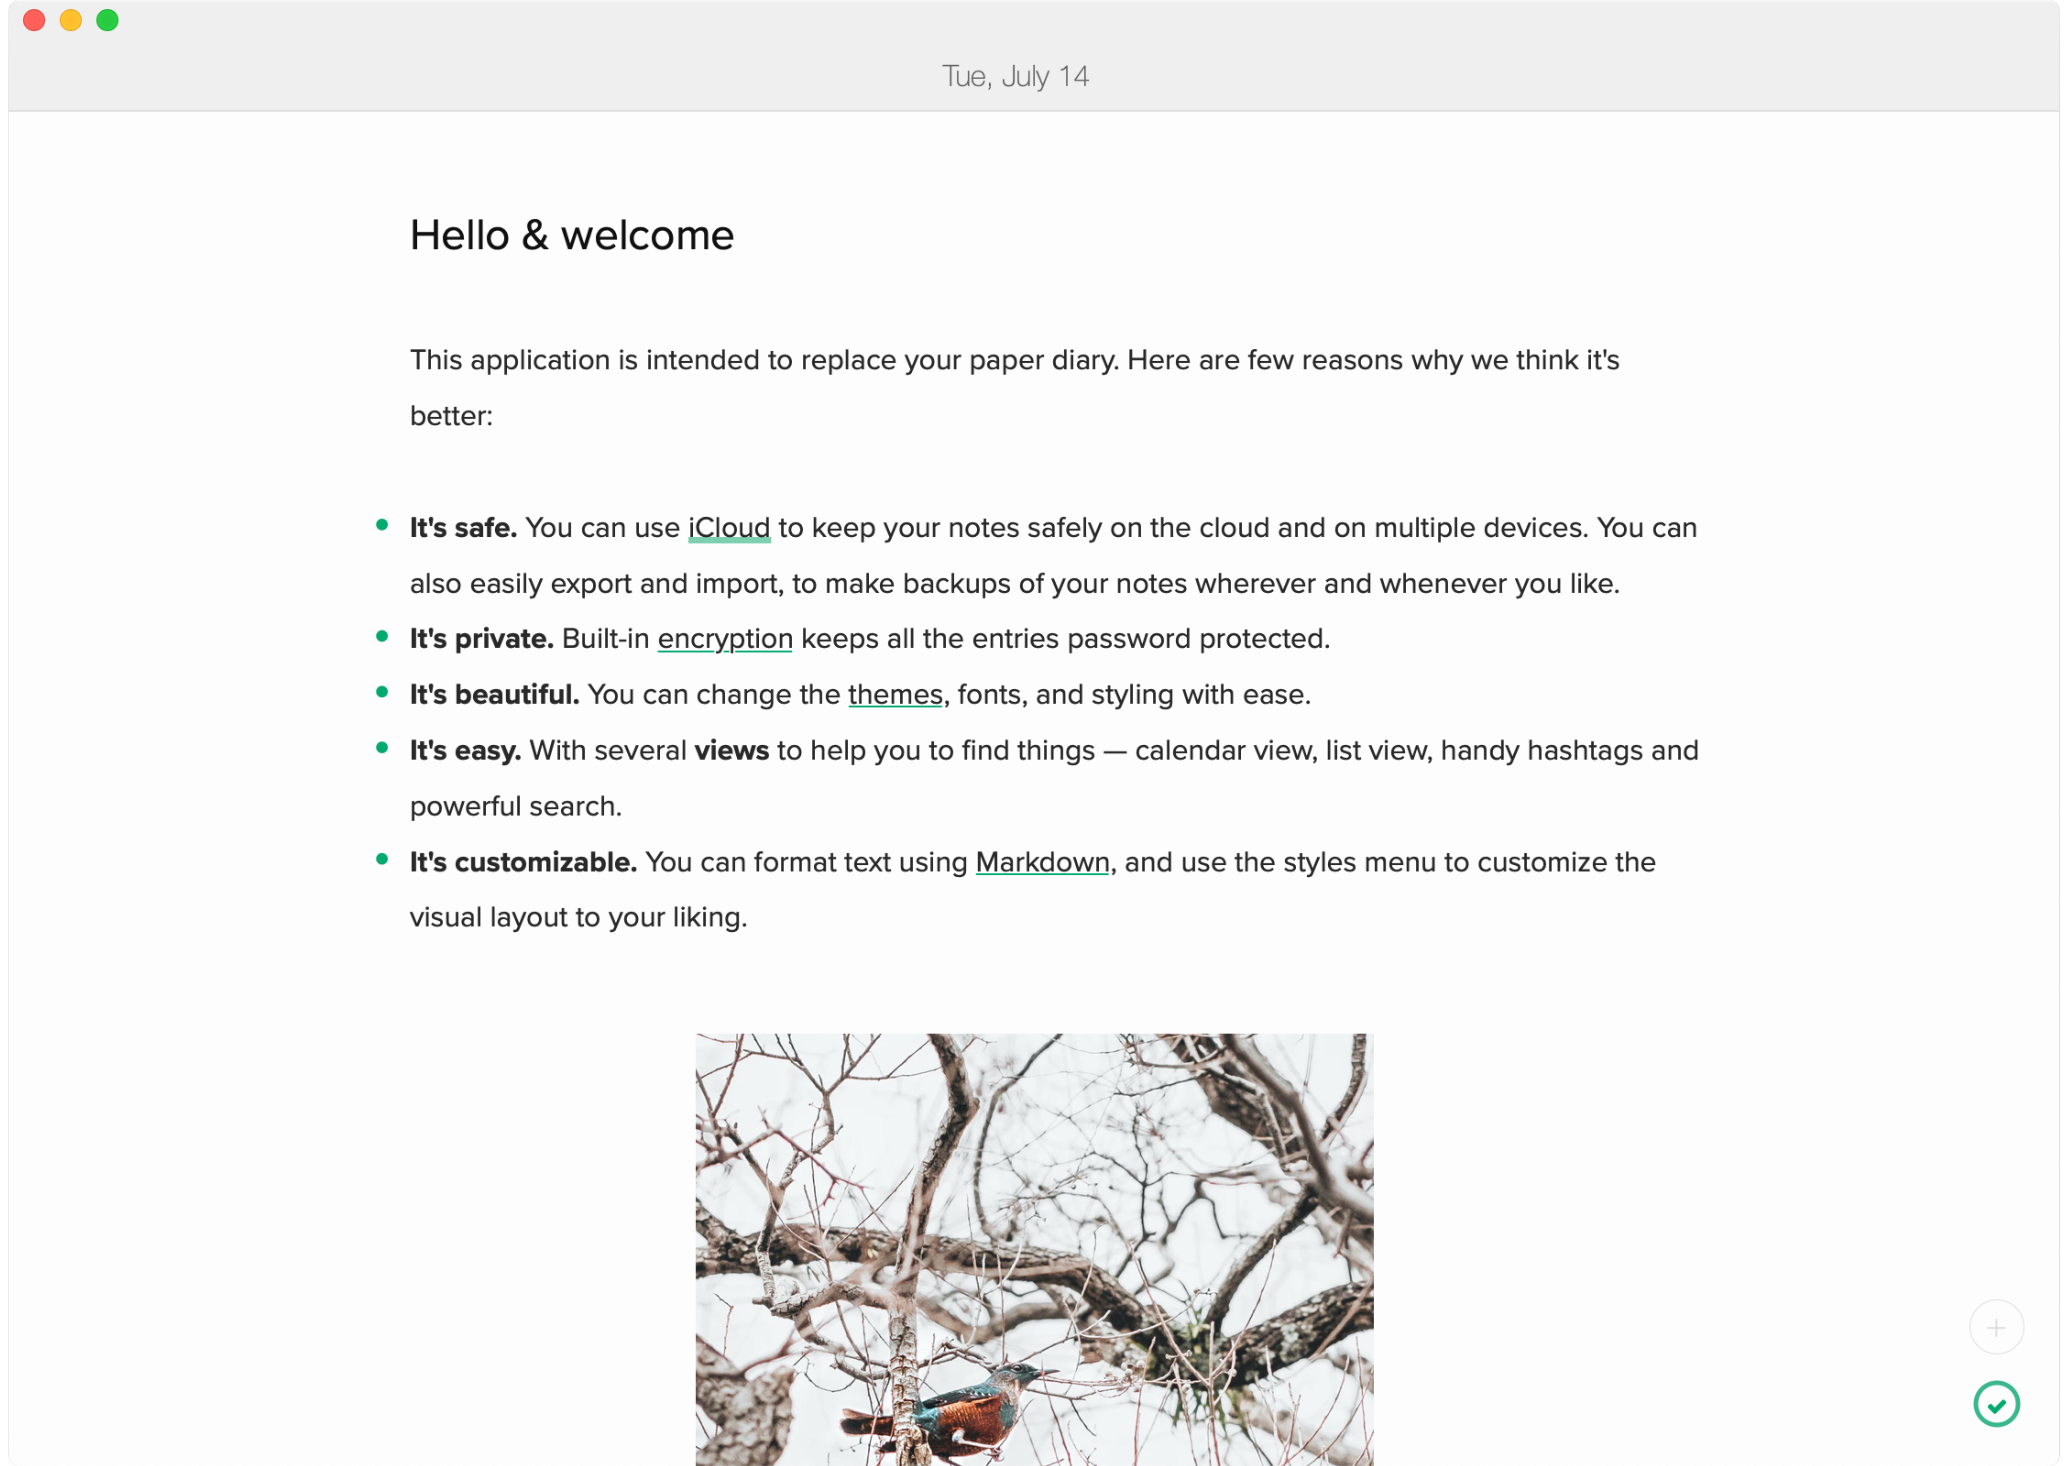 Tue, July 14
Hello & welcome
This application is intended to replace your paper diary. Here are few reasons why we think it's
better:
It's safe. You can use iCloud to keep your notes safely on the cloud and on multiple devices. You can
also easily export and import, to make backups of your notes wherever and whenever you like.
It's private. Built-in encryption keeps all the entries password protected.
It's beautiful. You can change the themes, fonts, and styling with ease.
It's easy. With several views to help you to find things — calendar view, list view, handy hashtags and
powerful search.
It's customizable. You can format text using Markdown, and use the styles menu to customize the
visual layout to your liking.